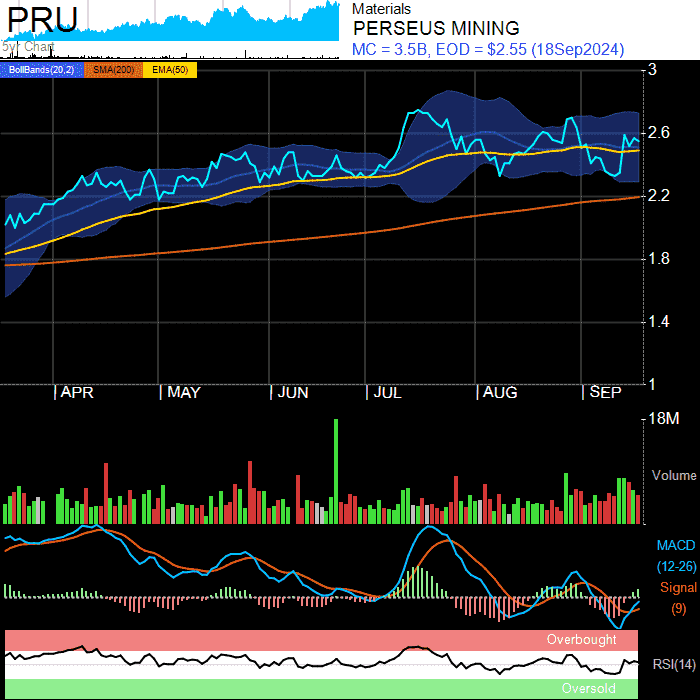 PRU
5yr Chart
Materials
PERSEUS MINING
MC = 3.5B, EOD = $2.55 (18Sep2024)
BollBands(20,2) SMA(200) EMA(50)
3
2.6
2.2
1.8
1.4
1
APR MAY JUN JUL AUG SEP
18M
Volume
MACD
(12-26)
Signal
(9)
Overbought
RSI(14)
Oversold